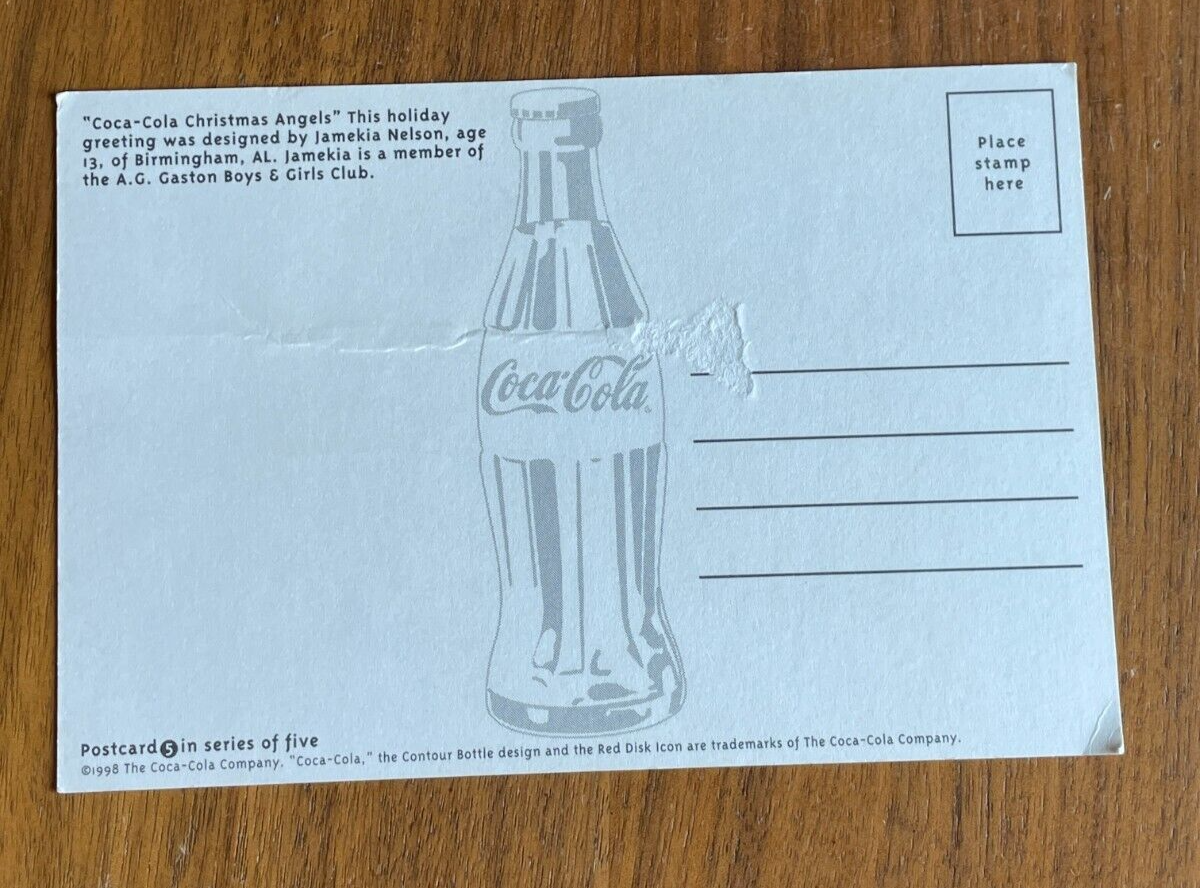 "Coca-Cola Christmas Angels" This holiday
greeting was designed by Jamekia Nelson, age
13, of Birmingham, AL. Jamekia is a member of
the A.G. Gaston Boys & Girls Club.
Place
stamp
here
Coca-Cola
Postcard 5 in series of five
©1998 The Coca-Cola Company. "Coca-Cola," the Contour Bottle design and the Red Disk Icon are trademarks of The Coca-Cola Company.